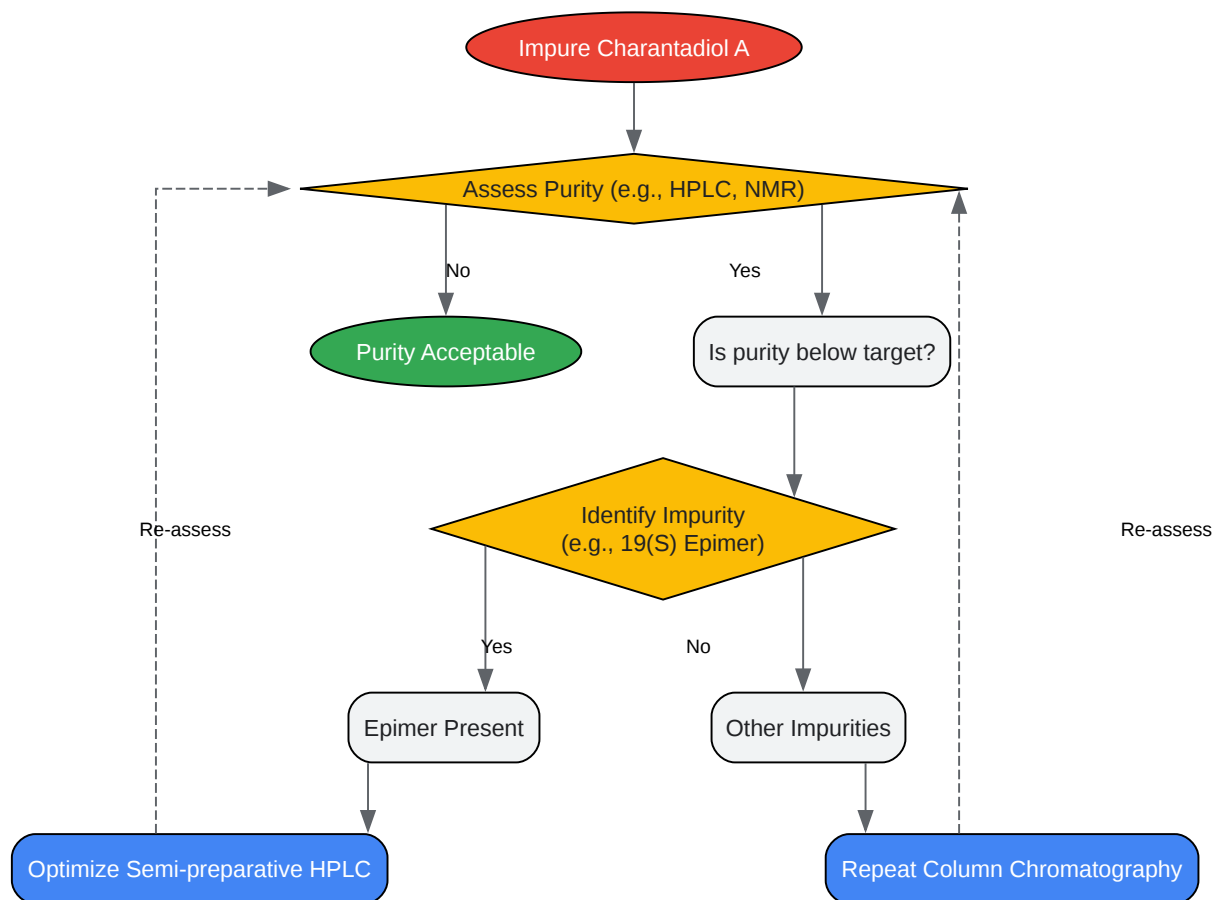 Impure Charantadiol A
Assess Purity (e.g., HPLC, NMR)
No
Yes
Purity Acceptable
Is purity below target?
Identify Impurity
(e.g., 19(S) Epimer)
Re-assess
Re-assess
Yes
No
Epimer Present
Other Impurities
Optimize Semi-preparative HPLC
Repeat Column Chromatography